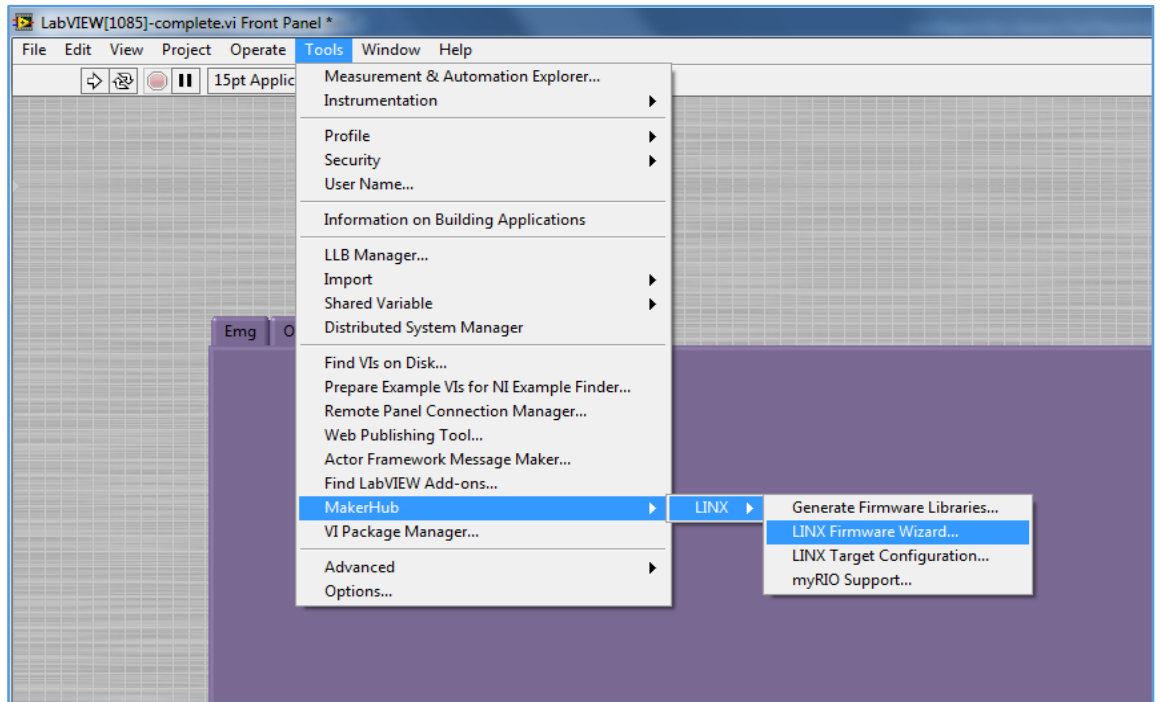 LabVIEW[1085]-complete.vi Front Panel *
File Edit View Project Operate Tools Window Help
15pt Applic
Measurement & Automation Explorer...
Instrumentation
Profile
Security
User Name...
Information on Building Applications
LLB Manager...
Import
Shared Variable
Distributed System Manager
Emg O
Find VIs on Disk...
Prepare Example VIs for NI Example Finder...
Remote Panel Connection Manager...
Web Publishing Tool...
Actor Framework Message Maker...
Find LabVIEW Add-ons...
MakerHub
VI Package Manager...
Advanced
Options...
LINX
Generate Firmware Libraries...
LINX Firmware Wizard...
LINX Target Configuration...
myRIO Support...